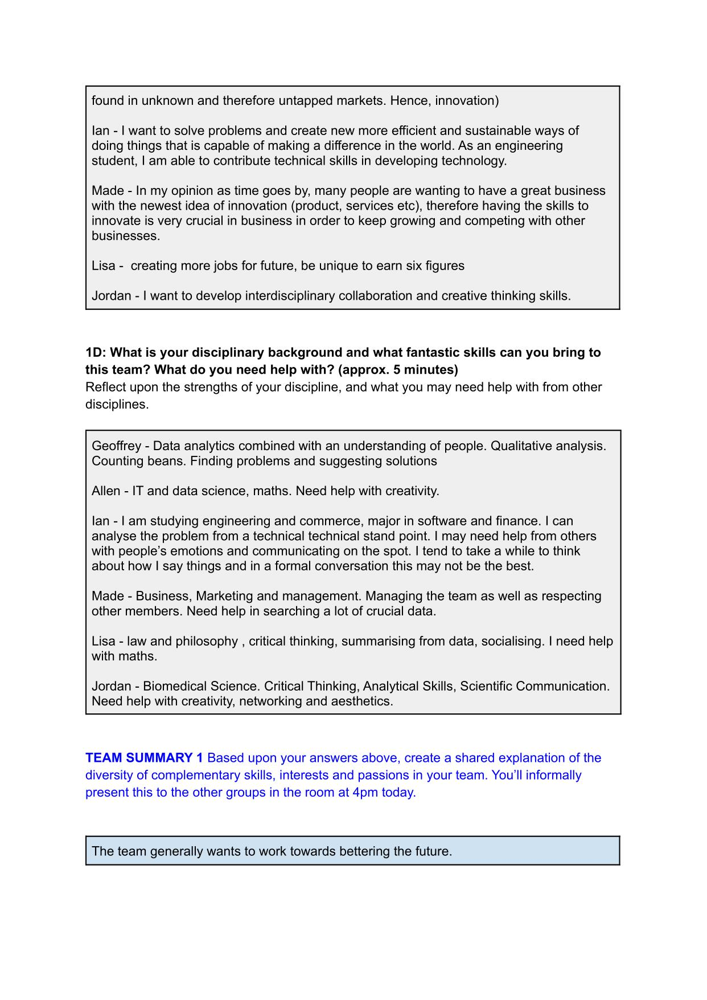 found in unknown and therefore untapped markets. Hence, innovation)
Ian - I want to solve problems and create new more efficient and sustainable ways of
doing things that is capable of making a difference in the world. As an engineering
student, I am able to contribute technical skills in developing technology.
Made - In my opinion as time goes by, many people are wanting to have a great business
with the newest idea of innovation (product, services etc), therefore having the skills to
innovate is very crucial in business in order to keep growing and competing with other
businesses.
Lisa -  creating more jobs for future, be unique to earn six figures
Jordan - I want to develop interdisciplinary collaboration and creative thinking skills.
1D: What is your disciplinary background and what fantastic skills can you bring to
this team? What do you need help with? (approx. 5 minutes)
Reflect upon the strengths of your discipline, and what you may need help with from other
disciplines.
Geoffrey - Data analytics combined with an understanding of people. Qualitative analysis.
Counting beans. Finding problems and suggesting solutions
Allen - IT and data science, maths. Need help with creativity.
Ian - I am studying engineering and commerce, major in software and finance. I can
analyse the problem from a technical technical stand point. I may need help from others
with people’s emotions and communicating on the spot. I tend to take a while to think
about how I say things and in a formal conversation this may not be the best.
Made - Business, Marketing and management. Managing the team as well as respecting
other members. Need help in searching a lot of crucial data.
Lisa - law and philosophy , critical thinking, summarising from data, socialising. I need help
with maths.
Jordan - Biomedical Science. Critical Thinking, Analytical Skills, Scientific Communication.
Need help with creativity, networking and aesthetics.
TEAM SUMMARY 1 Based upon your answers above, create a shared explanation of the
diversity of complementary skills, interests and passions in your team. You’ll informally
present this to the other groups in the room at 4pm today.
The team generally wants to work towards bettering the future.